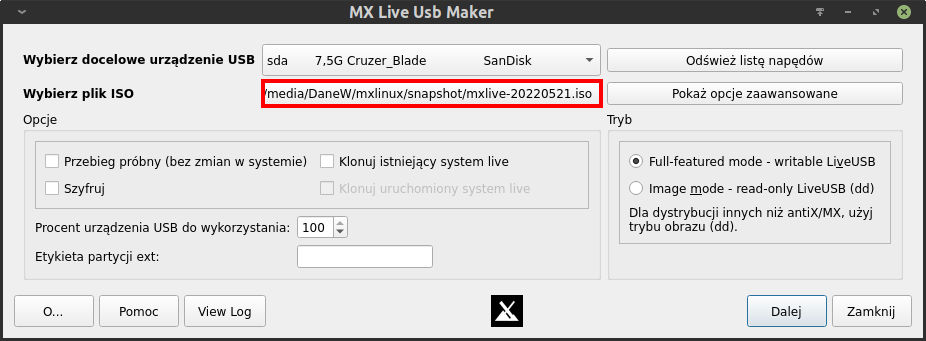 MX Live Usb Maker
Wybierz docelowe urządzenie USB
sda 7,5G Cruzer_Blade SanDisk
Odśwież listę napędów
Wybierz plik ISO
/media/DaneW/mxlinux/snapshot/mxlive-20220521.iso
Pokaż opcje zaawansowane
Opcje
Przebieg próbny (bez zmian w systemie)
Klonuj istniejący system live
Szyfruj
Klonuj uruchomiony system live
Procent urządzenia USB do wykorzystania:
100
Etykieta partycji ext:
Tryb
Full-featured mode - writable LiveUSB
Image mode - read-only LiveUSB (dd)
Dla dystrybucji innych niż antiX/MX, użyj
trybu obrazu (dd).
O...
Pomoc
View Log
Dalej
Zamknij